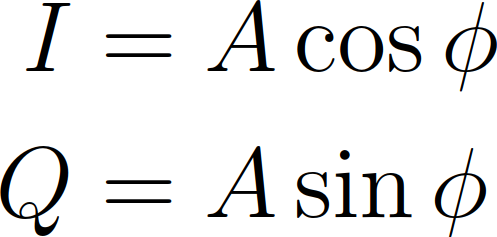 I = A cos ϕ
Q = A sin ϕ